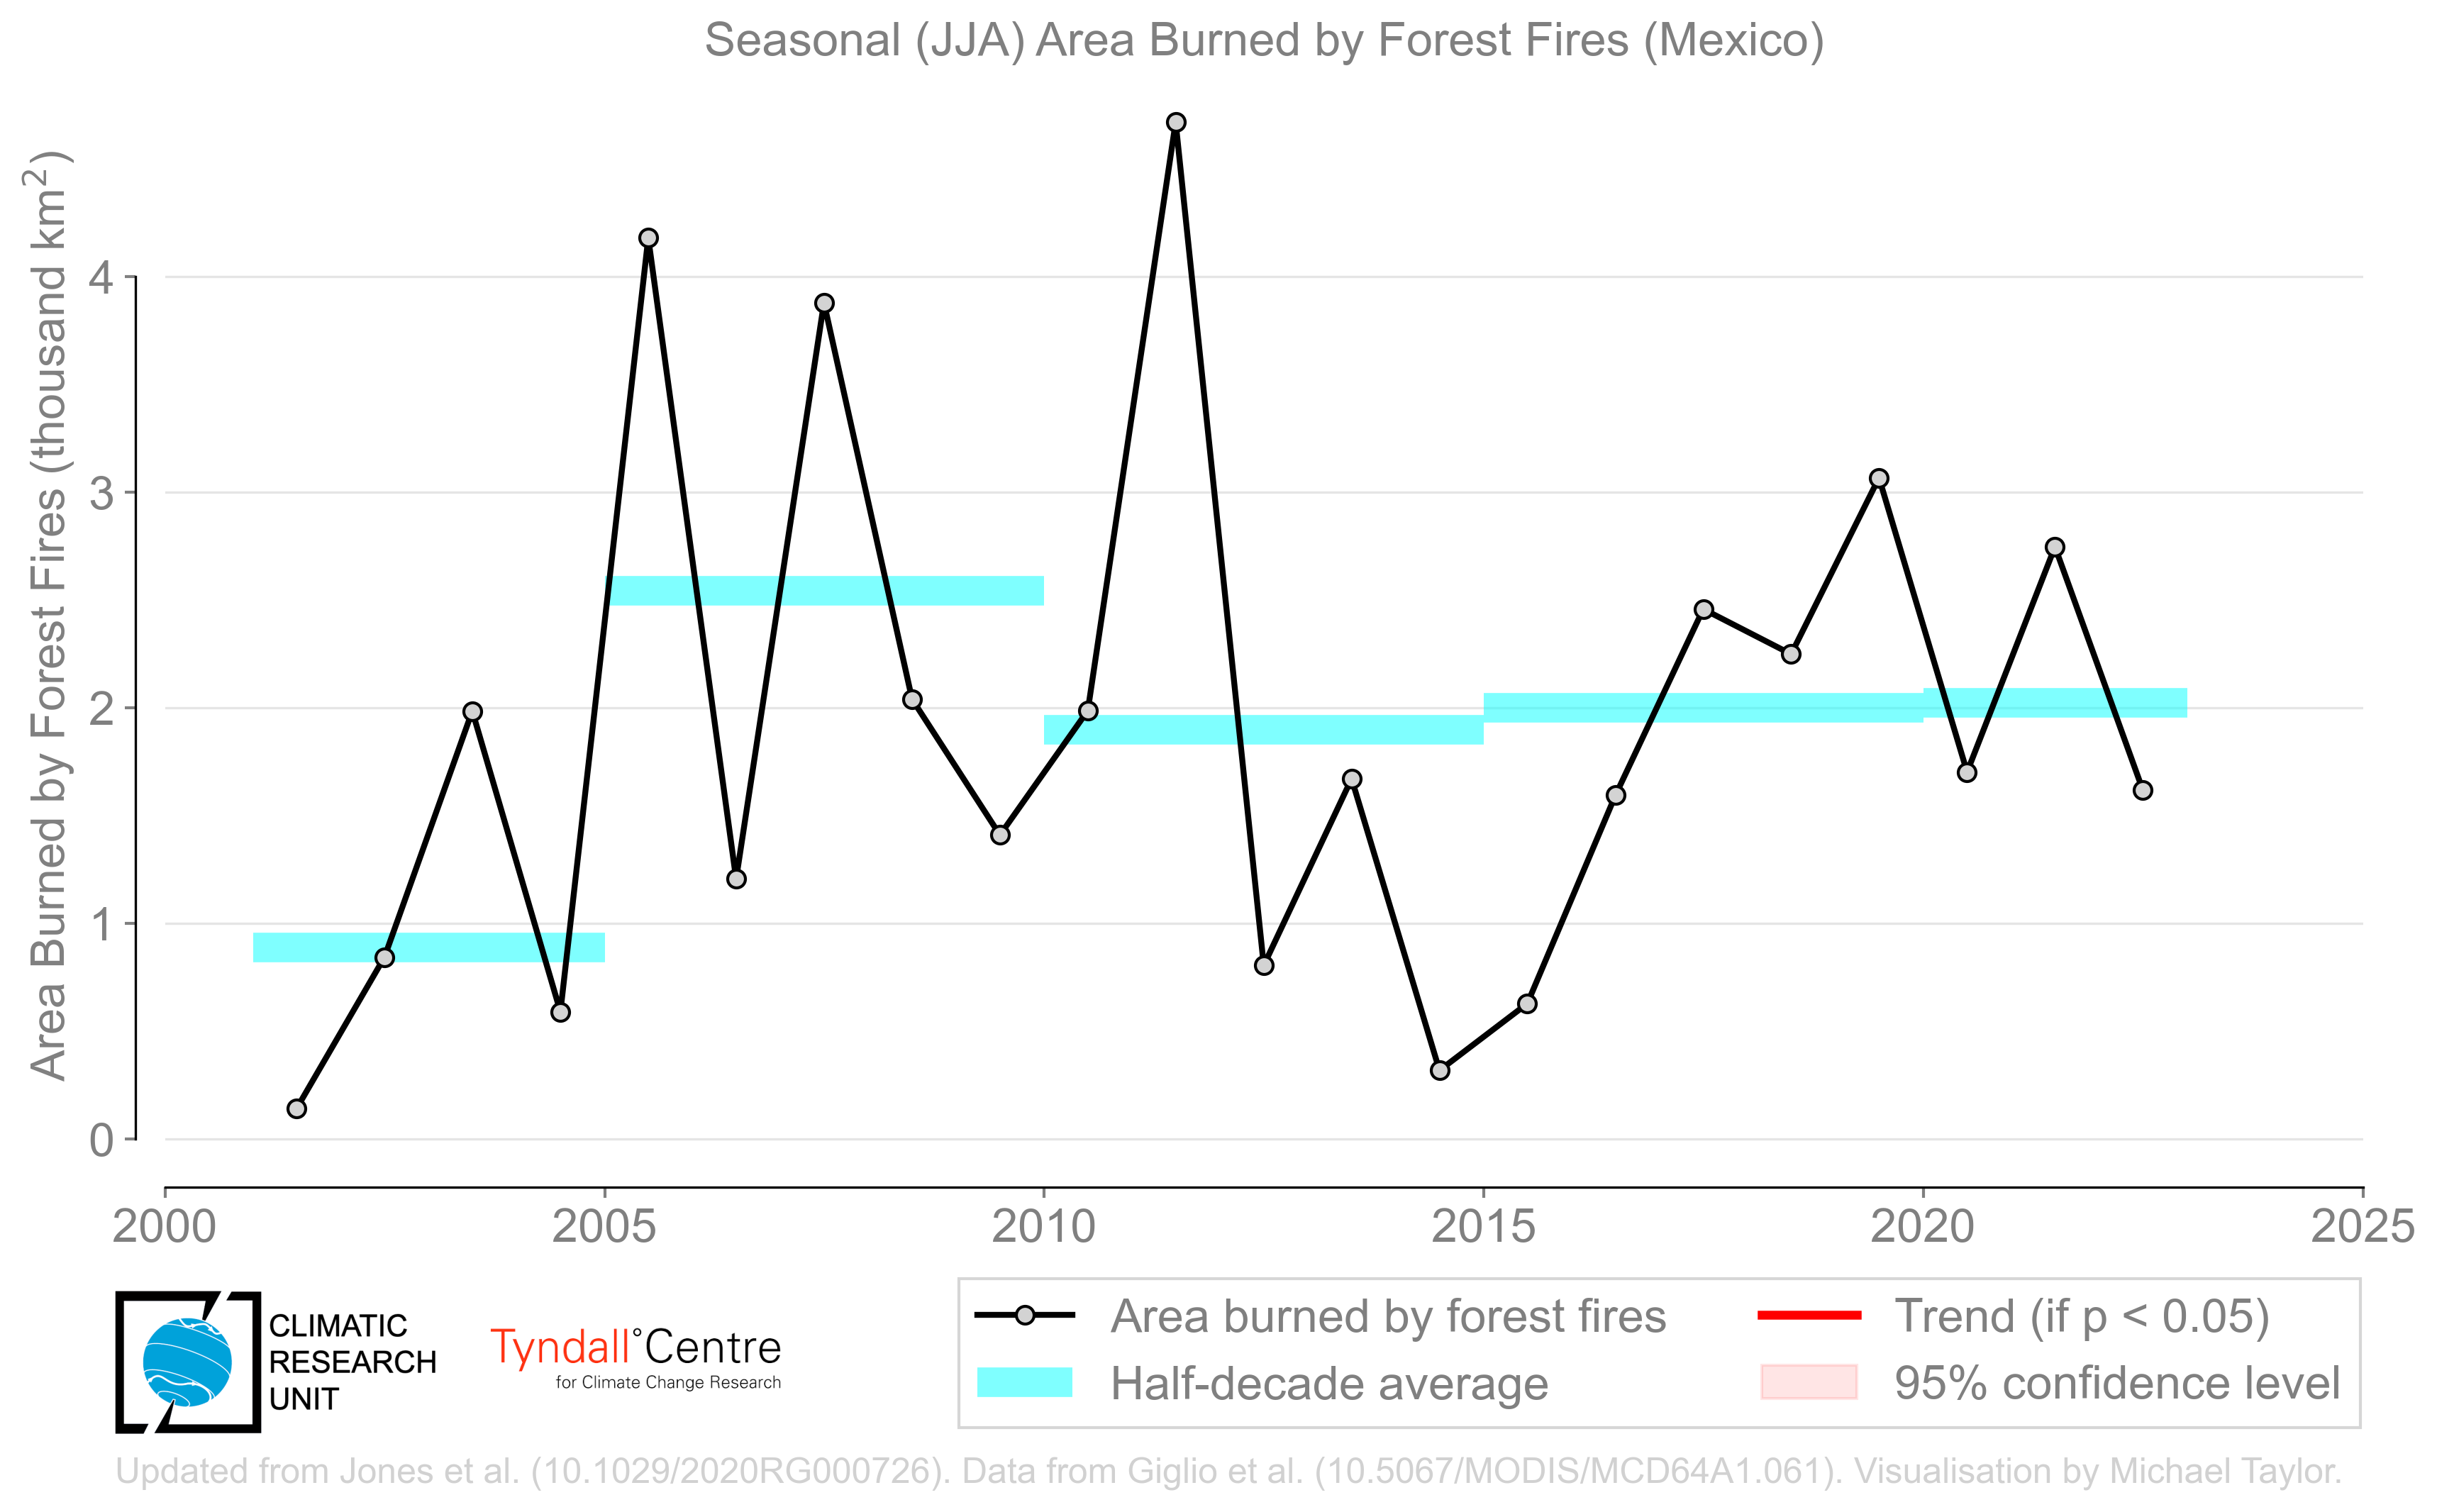 Seasonal (JJA) Area Burned by Forest Fires (Mexico)
Area Burned by Forest Fires (thousand km²)
4
3
2
1
0
2000 2005 2010 2015 2020 2025
CLIMATIC
RESEARCH
UNIT
Tyndall°Centre
for Climate Change Research
Area burned by forest fires
Half-decade average
Trend (if p < 0.05)
95% confidence level
Updated from Jones et al. (10.1029/2020RG000726). Data from Giglio et al. (10.5067/MODIS/MCD64A1.061). Visualisation by Michael Taylor.